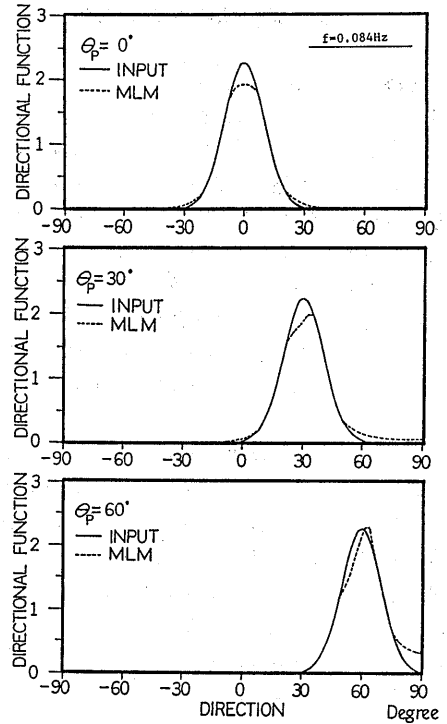 DIRECTIONAL FUNCTION
3
2
1
0
θp= 0°
INPUT
MLM
f=0.084Hz
-90 -60 -30 0 30 60 90
DIRECTIONAL FUNCTION
3
2
1
0
θp= 30°
INPUT
MLM
-90 -60 -30 0 30 60 90
DIRECTIONAL FUNCTION
3
2
1
0
θp= 60°
INPUT
MLM
-90 -60 -30 0 30 60 90
DIRECTION Degree